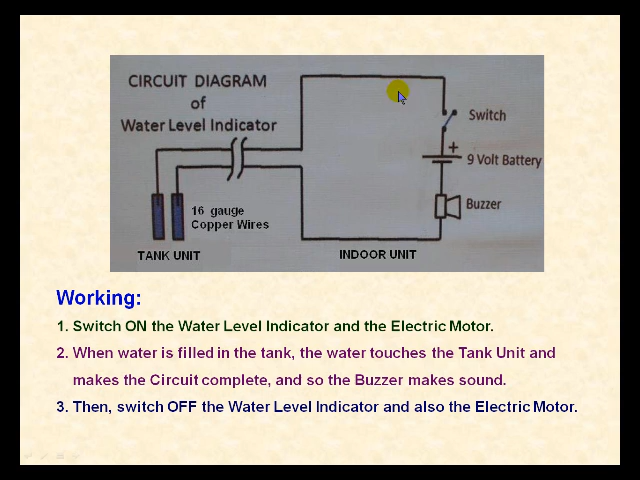 CIRCUIT DIAGRAM
of
Water Level Indicator
Switch
+
9 Volt Battery
16 gauge
Copper Wires
Buzzer
TANK UNIT
INDOOR UNIT
Working:
1. Switch ON the Water Level Indicator and the Electric Motor.
2. When water is filled in the tank, the water touches the Tank Unit and
makes the Circuit complete, and so the Buzzer makes sound.
3. Then, switch OFF the Water Level Indicator and also the Electric Motor.